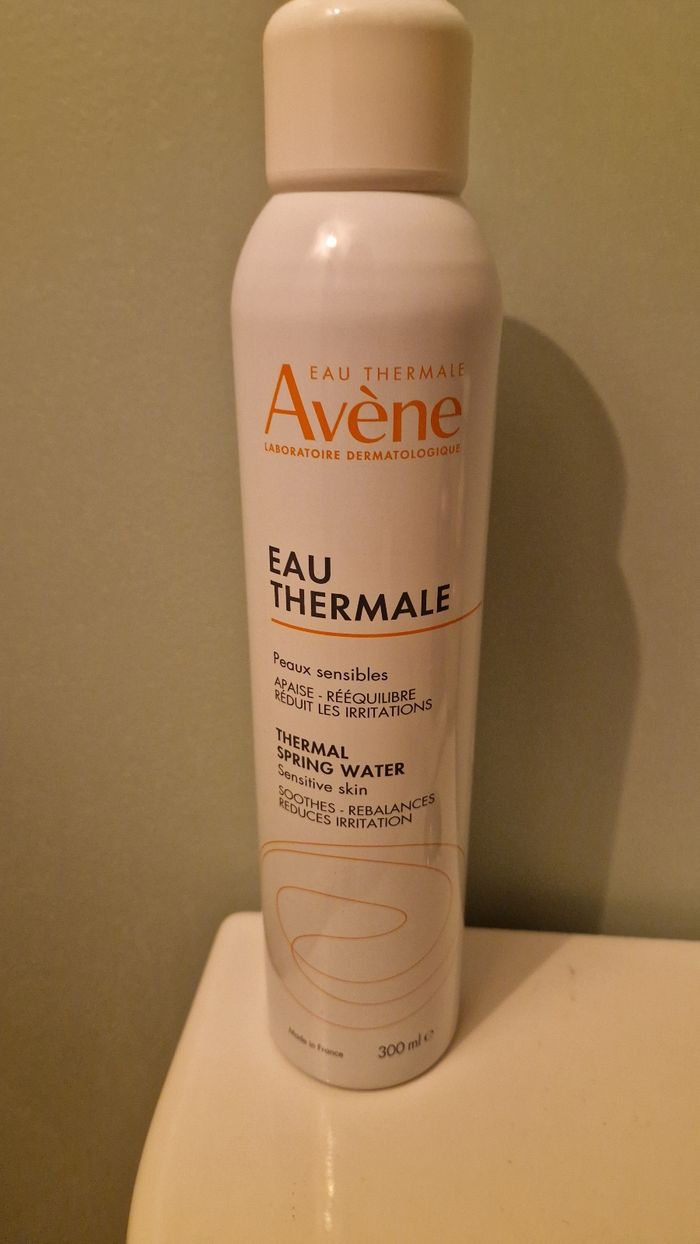 EAU THERMALE
Avène
LABORATOIRE DERMATOLOGIQUE
EAU
THERMALE
Peaux sensibles
APAISE - RÉÉQUILIBRE
RÉDUIT LES IRRITATIONS
THERMAL
SPRING WATER
Sensitive skin
SOOTHES - REBALANCES
REDUCES IRRITATION
Made in France
300 ml ℮